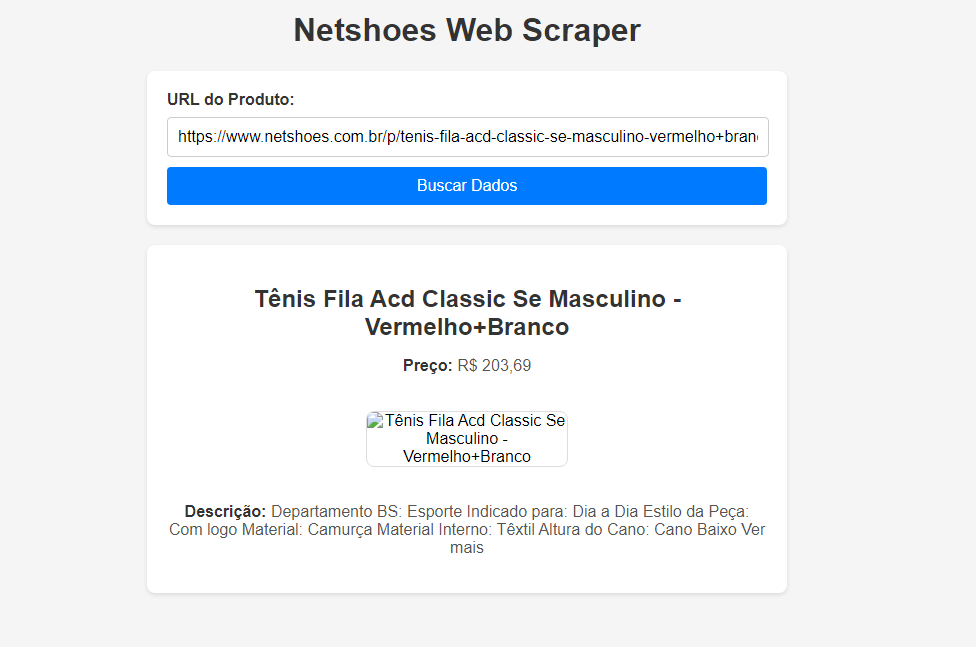 Netshoes Web Scraper
URL do Produto:
https://www.netshoes.com.br/p/tenis-fila-acd-classic-se-masculino-vermelho+bran
Buscar Dados
Tênis Fila Acd Classic Se Masculino -
Vermelho+Branco
Preço: R$ 203,69
Tênis Fila Acd Classic Se
Masculino -
Vermelho+Branco
Descrição: Departamento BS: Esporte Indicado para: Dia a Dia Estilo da Peça:
Com logo Material: Camurça Material Interno: Têxtil Altura do Cano: Cano Baixo Ver
mais